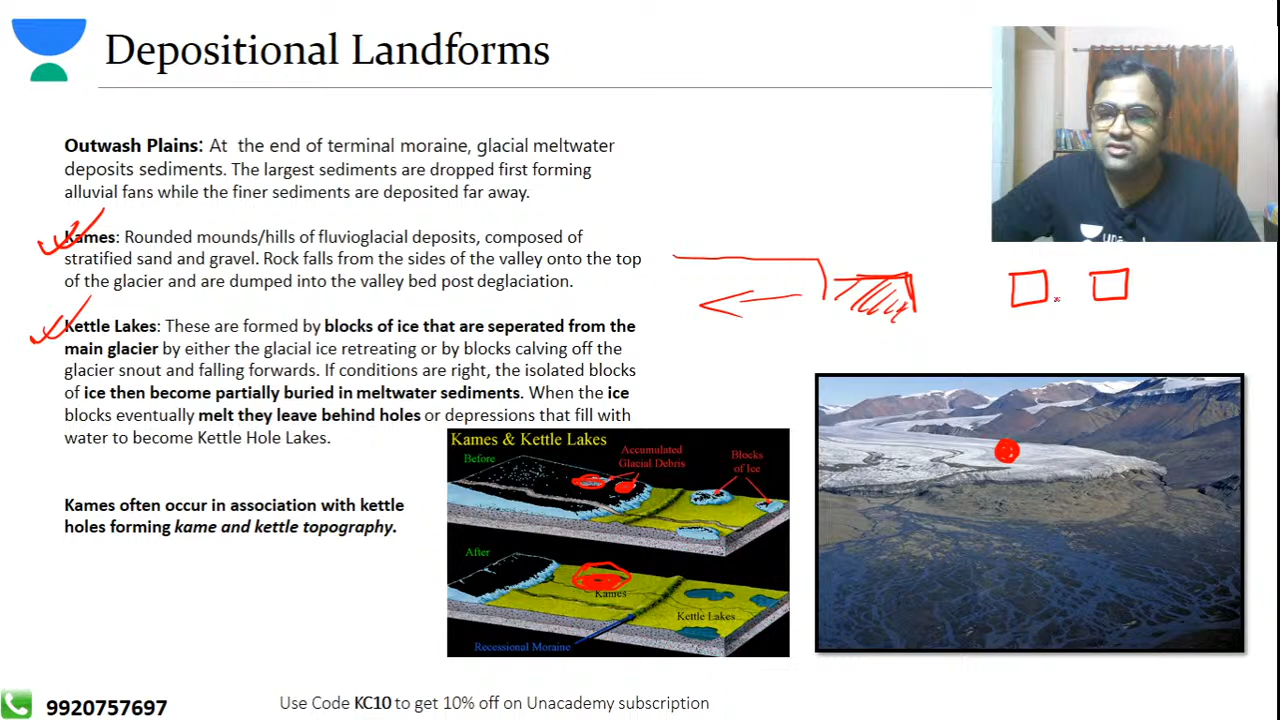 Depositional Landforms
Outwash Plains: At the end of terminal moraine, glacial meltwater
deposits sediments. The largest sediments are dropped first forming
alluvial fans while the finer sediments are deposited far away.
Kames: Rounded mounds/hills of fluvioglacial deposits, composed of
stratified sand and gravel. Rock falls from the sides of the valley onto the top
of the glacier and are dumped into the valley bed post deglaciation.
Kettle Lakes: These are formed by blocks of ice that are seperated from the
main glacier by either the glacial ice retreating or by blocks calving off the
glacier snout and falling forwards. If conditions are right, the isolated blocks
of ice then become partially buried in meltwater sediments. When the ice
blocks eventually melt they leave behind holes or depressions that fill with
water to become Kettle Hole Lakes.
Kames often occur in association with kettle
holes forming kame and kettle topography.
Kames & Kettle Lakes
Before
Accumulated
Glacial Debris
Blocks
of Ice
After
Kames
Kettle Lakes
Recessional Moraine
9920757697
Use Code KC10 to get 10% off on Unacademy subscription